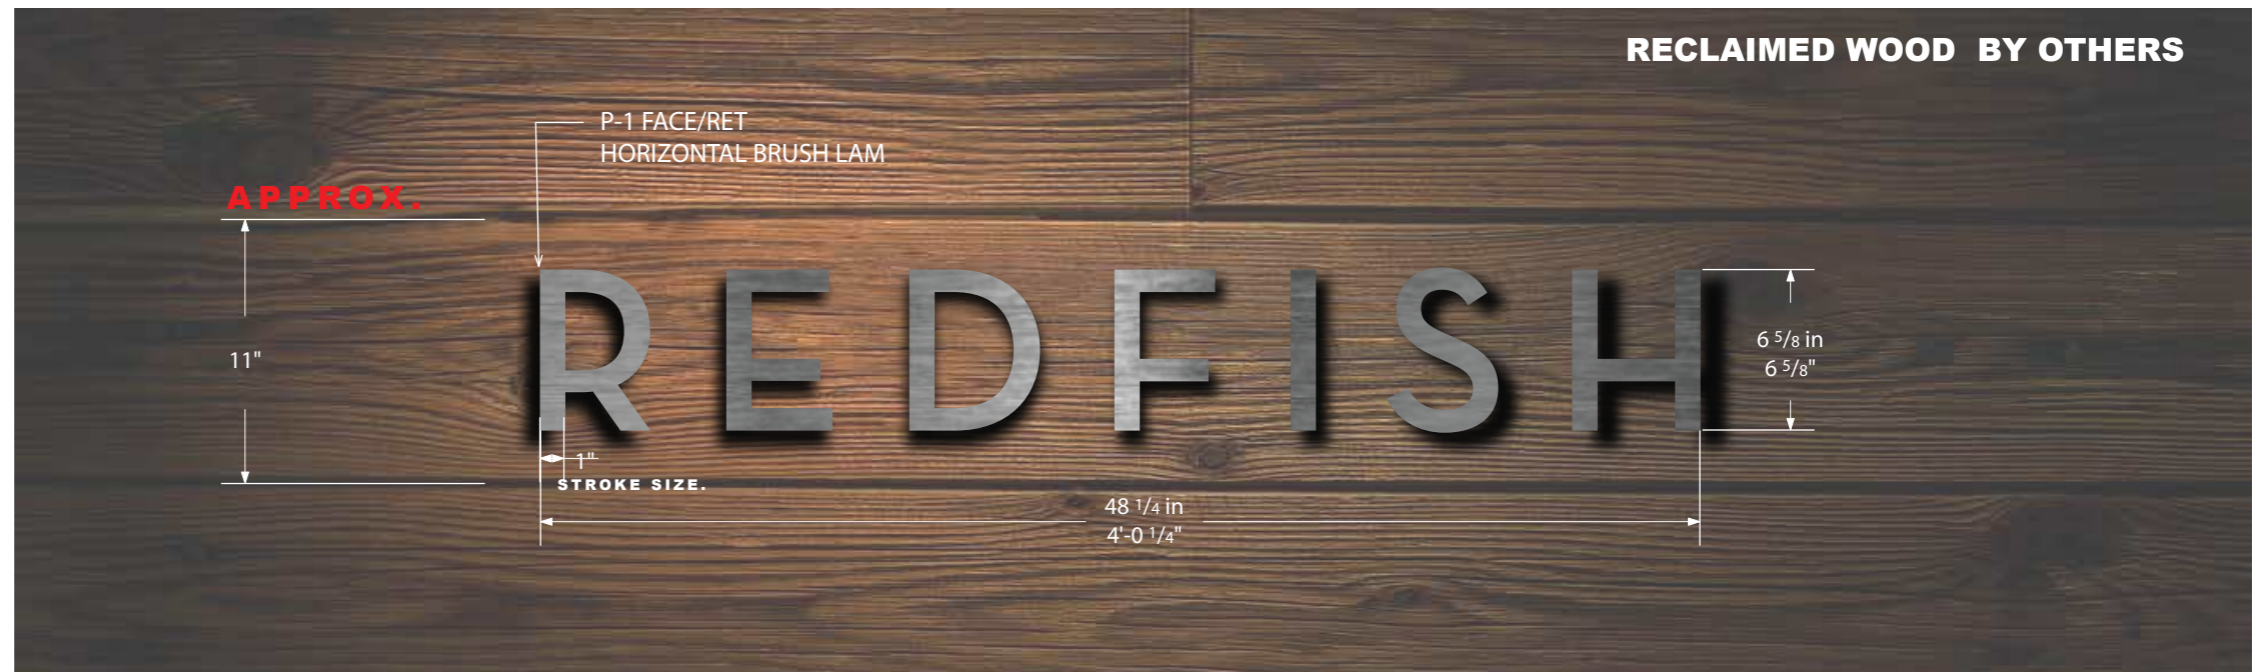 RECLAIMED WOOD  BY OTHERS
P-1 FACE/RET
HORIZONTAL BRUSH LAM
APPROX.
11"
REDFISH
6 5/8 in
6 5/8"
1"
STROKE SIZE.
48 1/4 in
4'-0 1/4"